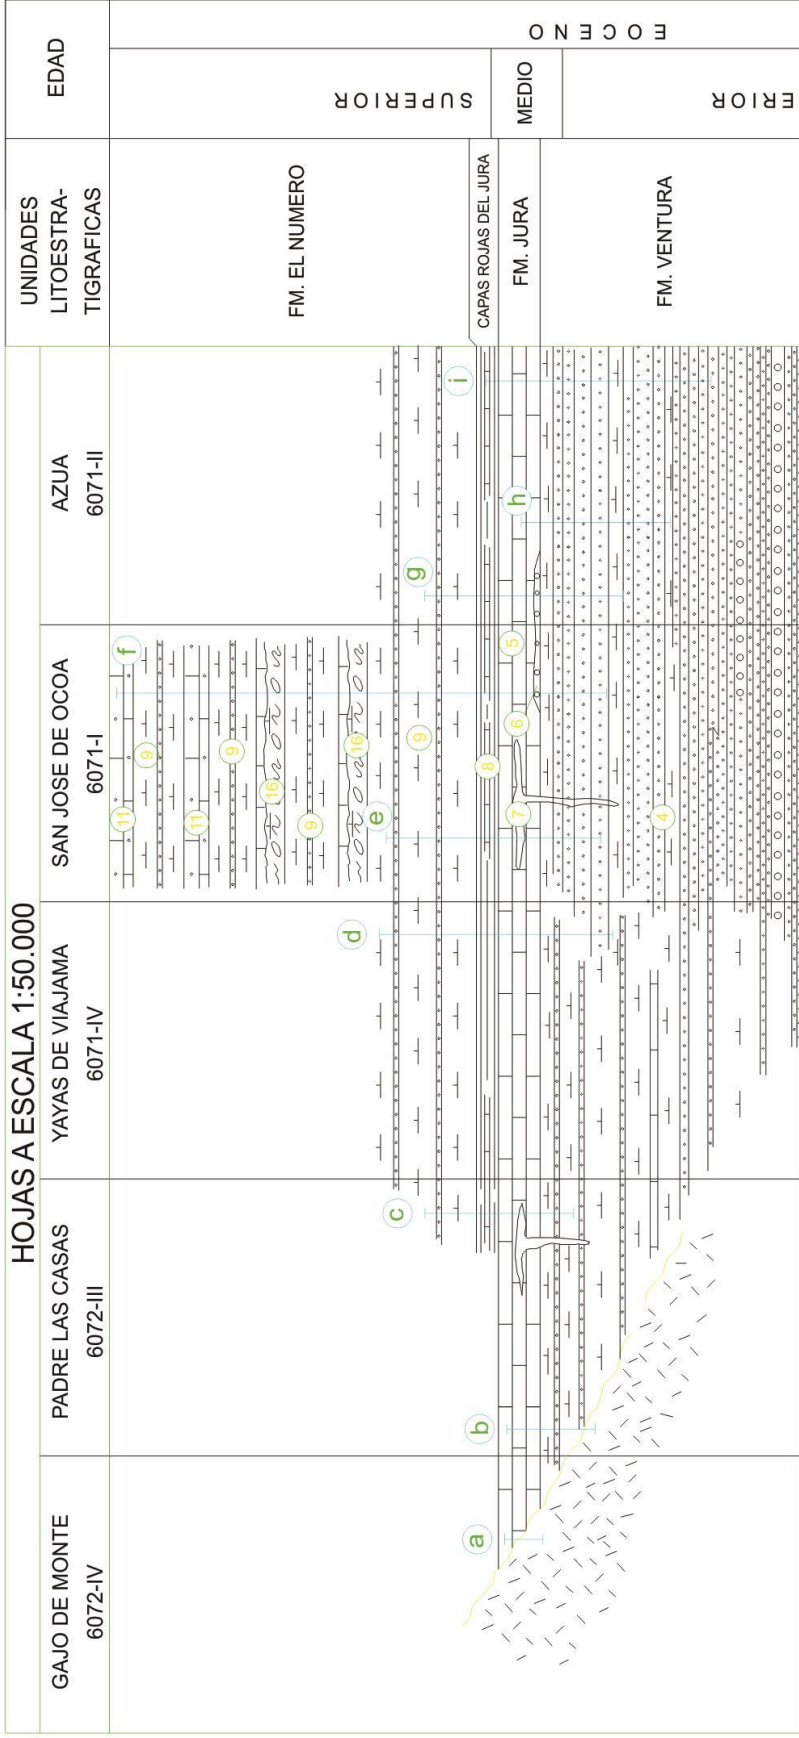 HOJAS A ESCALA 1:50.000
GAJO DE MONTE
6072-IV
PADRE LAS CASAS
6072-III
YAYAS DE VIAJAMA
6071-IV
SAN JOSE DE OCOA
6071-I
AZUA
6071-II
UNIDADES
LITOESTRA-
TIGRAFICAS
EDAD
FM. EL NUMERO
SUPERIOR
EOCENO
CAPAS ROJAS DEL JURA
FM. JURA
MEDIO
FM. VENTURA
ERIOR
a
b
c
d
e
f
g
h
i
11
9
11
9
16
9
16
9
8
7
6
5
4